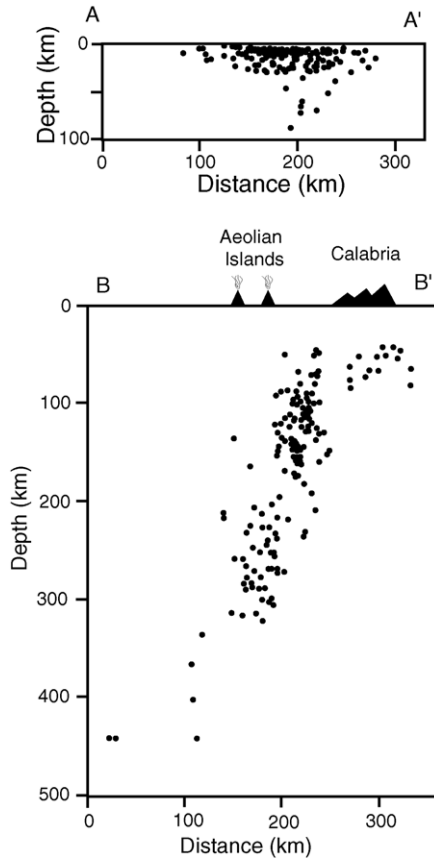 A A'
0
Depth (km)
100
0 100 200 300
Distance (km)
Aeolian
Islands
Calabria
B B'
0
100
200
300
400
500
Depth (km)
0 100 200 300
Distance (km)